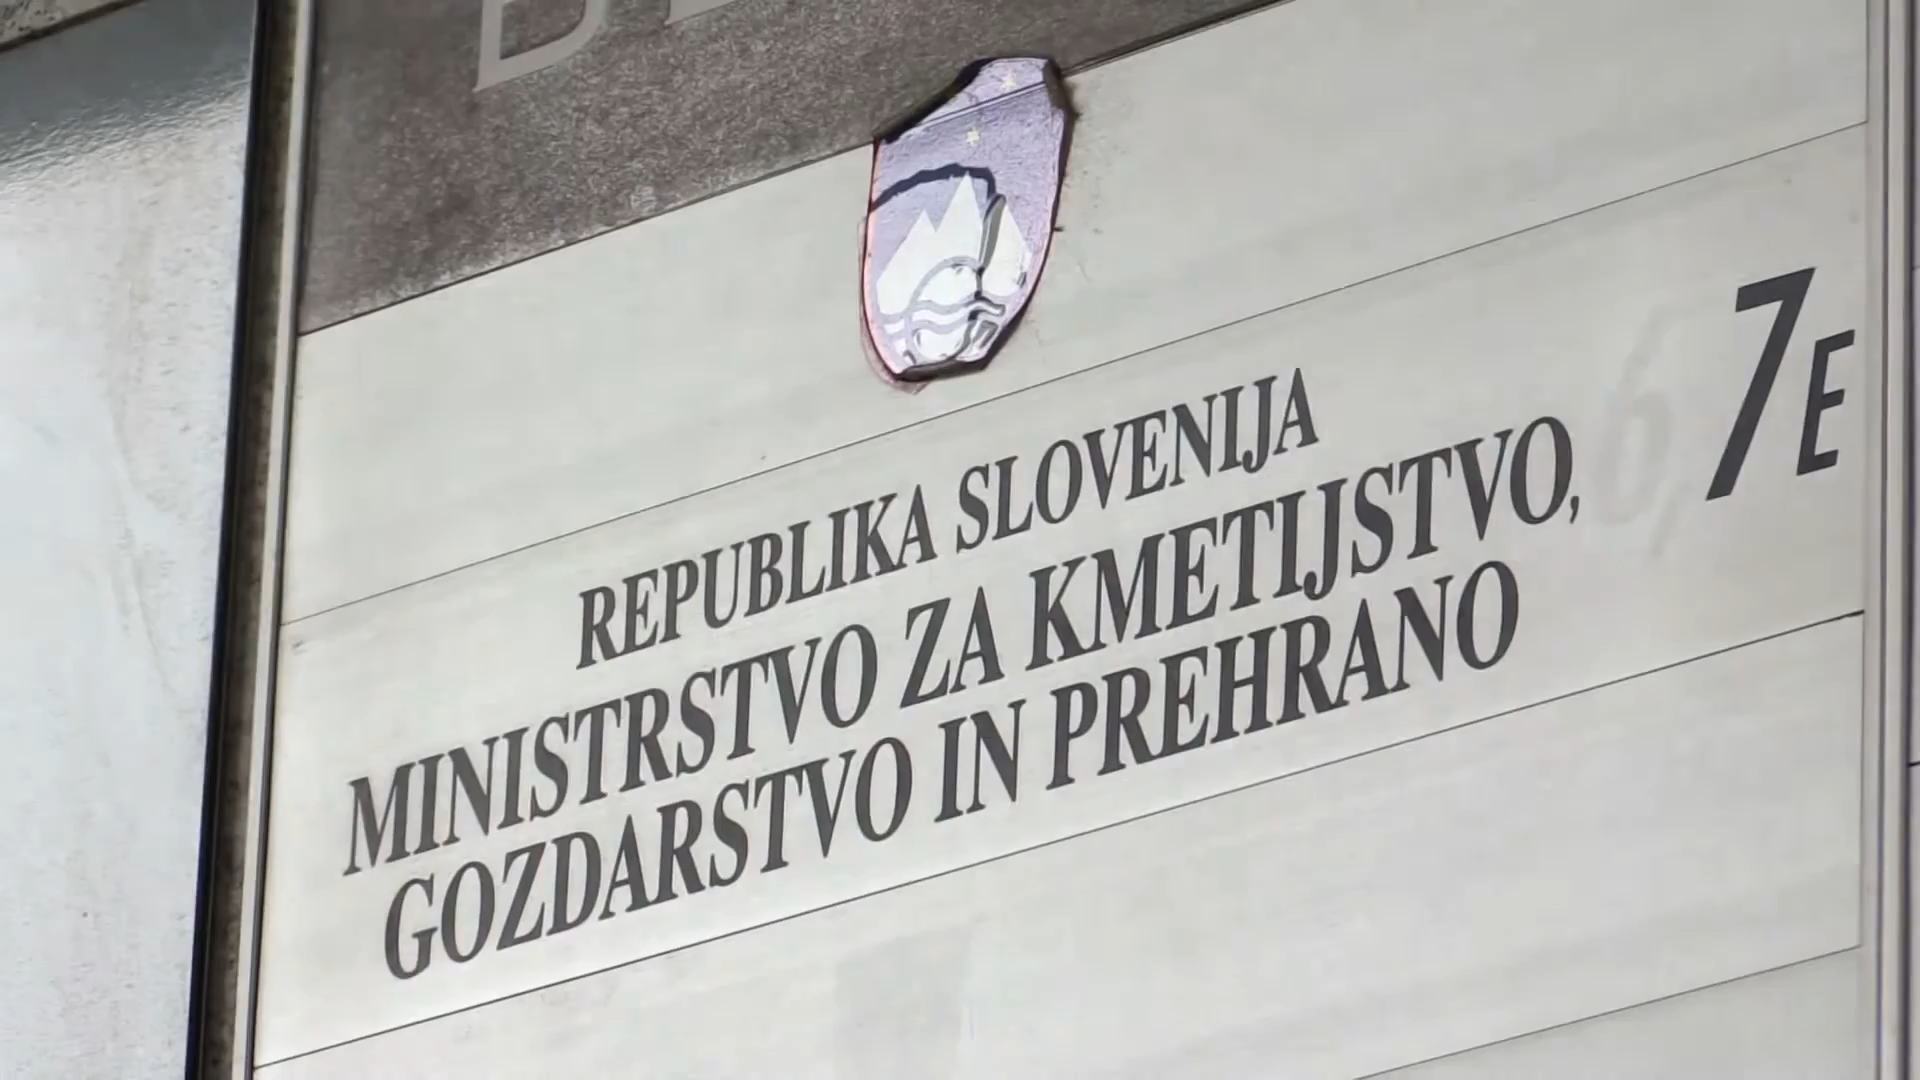 REPUBLIKA SLOVENIJA
MINISTRSTVO ZA KMETIJSTVO,
GOZDARSTVO IN PREHRANO
7E